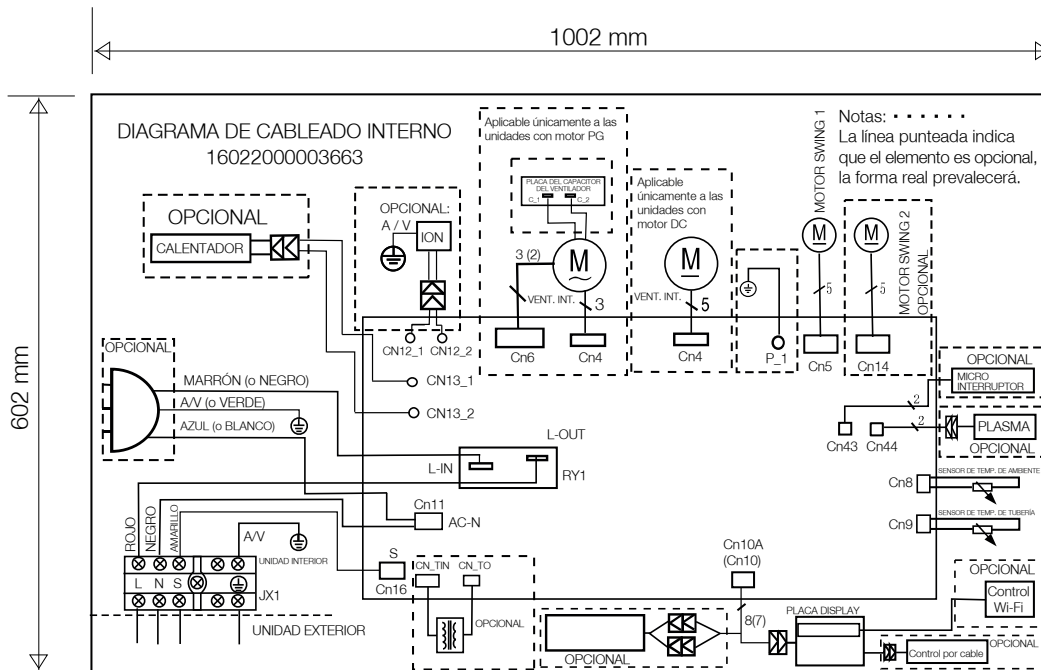 1002 mm
602 mm
DIAGRAMA DE CABLEADO INTERNO
16022000003663
Aplicable únicamente a las
unidades con motor PG
PLACA DEL CAPACITOR
DEL VENTILADOR
C_1
C_2
M
3 (2)
VENT. INT.
3
Cn6
Cn4
Aplicable
únicamente a las
unidades con
motor DC
M
VENT. INT.
5
Cn4
P_1
MOTOR SWING 1
M
5
Cn5
MOTOR SWING 2
OPCIONAL
M
5
Cn14
Notas:
La línea punteada indica
que el elemento es opcional,
la forma real prevalecerá.
OPCIONAL
CALENTADOR
OPCIONAL:
A / V
ION
CN12_1
CN12_2
CN13_1
CN13_2
OPCIONAL
MARRÓN (o NEGRO)
A/V (o VERDE)
AZUL (o BLANCO)
L-OUT
L-IN
RY1
Cn11
AC-N
OPCIONAL
MICRO
INTERRUPTOR
2
2
Cn43
Cn44
PLASMA
OPCIONAL
Cn8
SENSOR DE TEMP. DE AMBIENTE
Cn9
SENSOR DE TEMP. DE TUBERÍA
ROJO
NEGRO
AMARILLO
A/V
UNIDAD INTERIOR
L
N
S
JX1
UNIDAD EXTERIOR
S
Cn16
CN_TIN
CN_TO
OPCIONAL
Cn10A
(Cn10)
8(7)
OPCIONAL
PLACA DISPLAY
OPCIONAL
Control
Wi-Fi
OPCIONAL
Control por cable